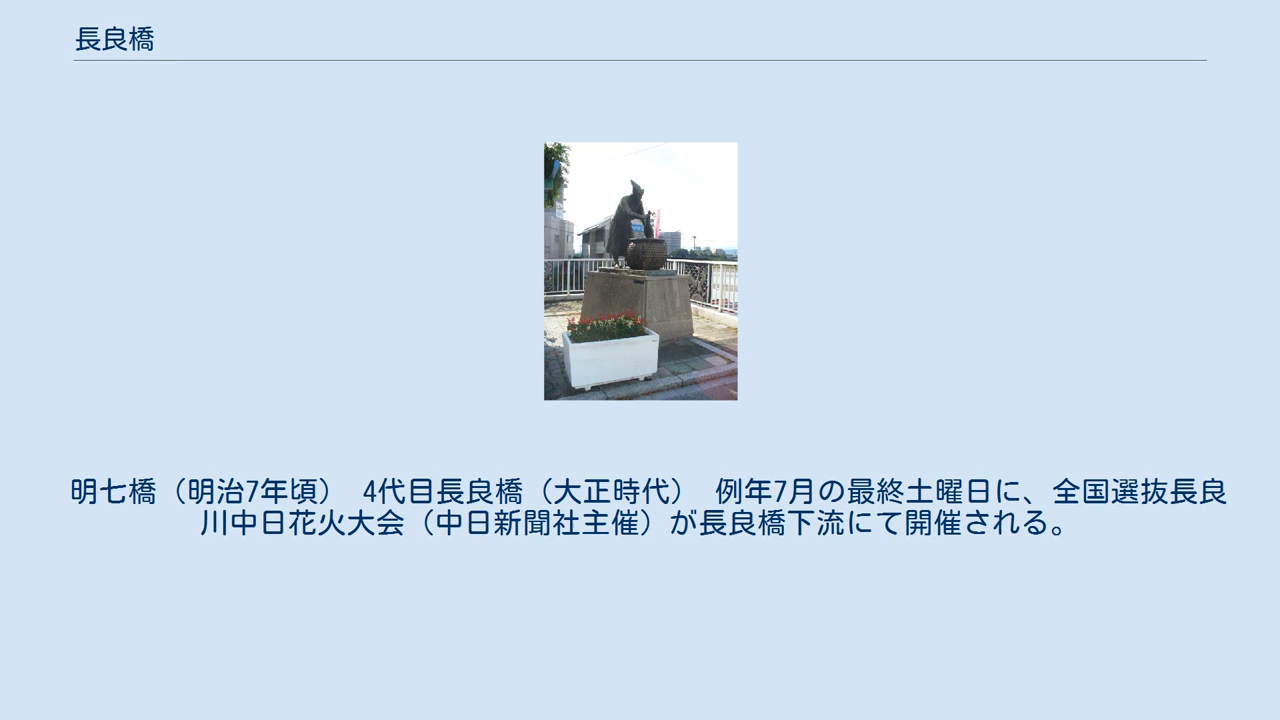 長良橋
明七橋（明治7年頃） 4代目長良橋（大正時代） 例年7月の最終土曜日に、全国選抜長良
川中日花火大会（中日新聞社主催）が長良橋下流にて開催される。